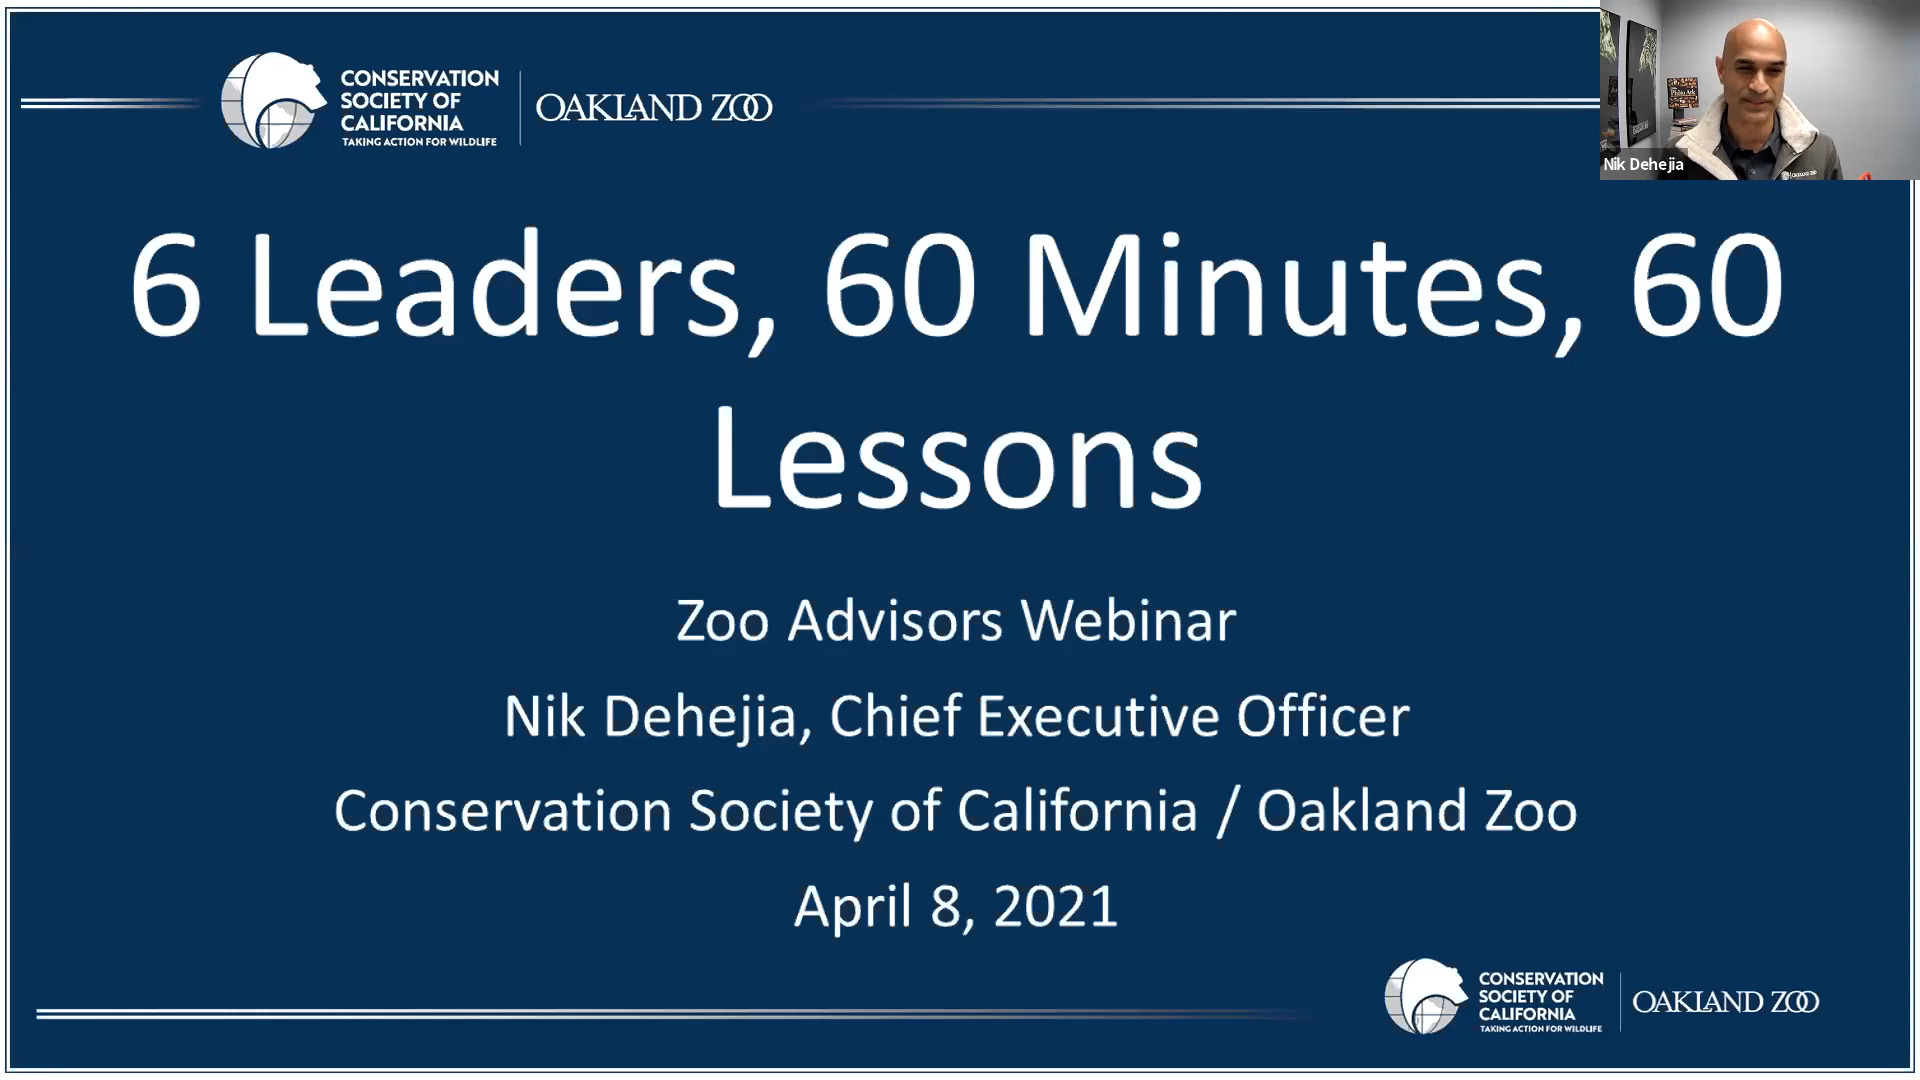 CONSERVATION
SOCIETY OF
CALIFORNIA
TAKING ACTION FOR WILDLIFE
OAKLAND ZOO
Nik Dehejia
OAKLAND ZOO
6 Leaders, 60 Minutes, 60
Lessons
Zoo Advisors Webinar
Nik Dehejia, Chief Executive Officer
Conservation Society of California / Oakland Zoo
April 8, 2021
CONSERVATION
SOCIETY OF
CALIFORNIA
TAKING ACTION FOR WILDLIFE
OAKLAND ZOO